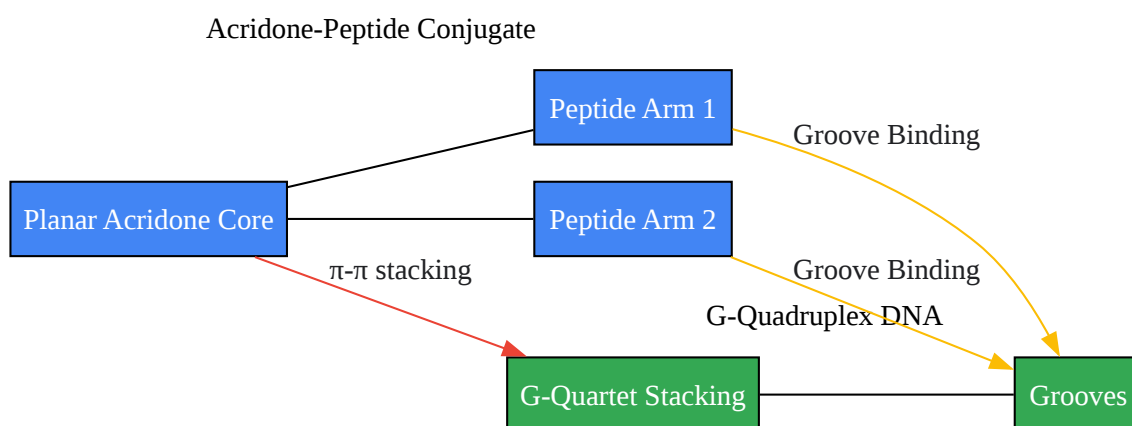 Acridone-Peptide Conjugate
Peptide Arm 1
Groove Binding
Planar Acridone Core
Peptide Arm 2
π-π stacking
Groove Binding
G-Quadruplex DNA
G-Quartet Stacking
Grooves